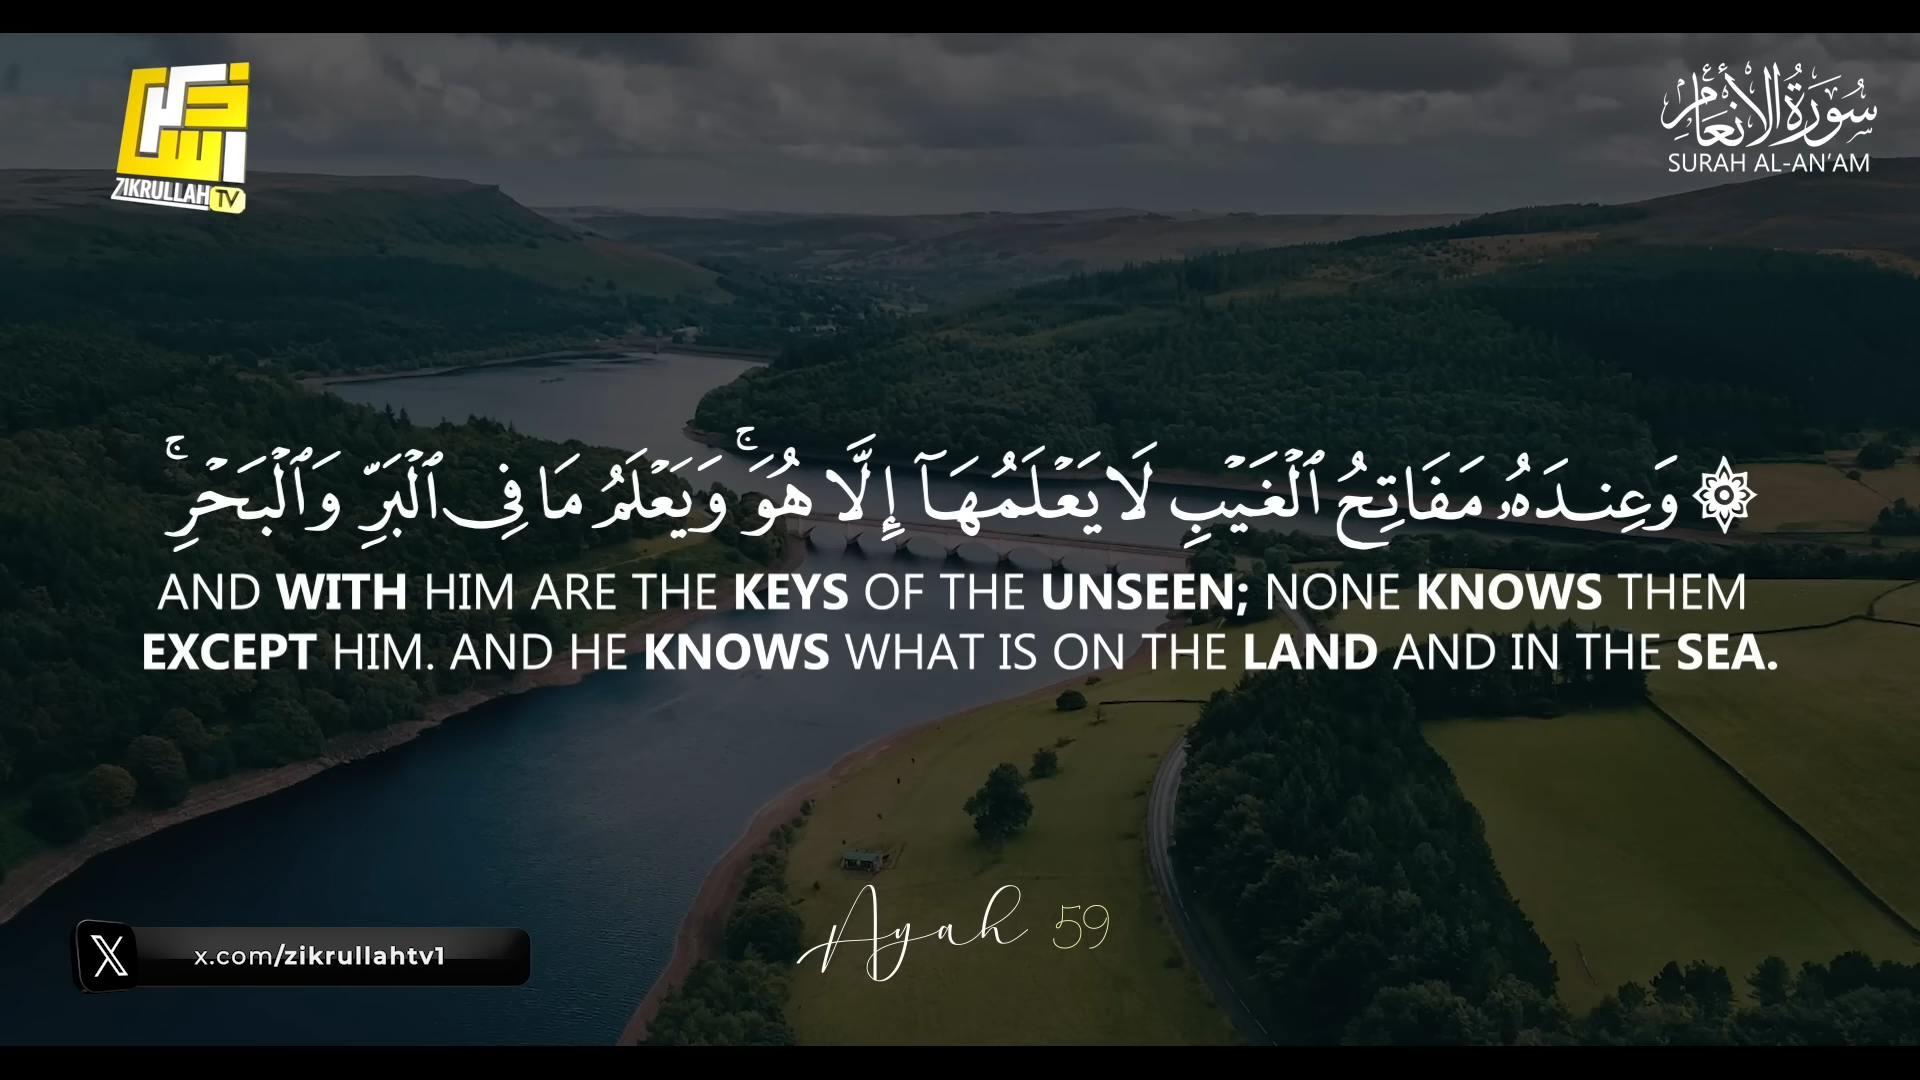 ذكر
الله
ZIKRULLAH TV
سُورَةُ الأَنْعَام
SURAH AL-AN'AM
۞ وَعِندَهُۥ مَفَاتِحُ ٱلْغَيْبِ لَا يَعْلَمُهَآ إِلَّا هُوَ ۚ وَيَعْلَمُ مَا فِى ٱلْبَرِّ وَٱلْبَحْرِ ۚ
AND WITH HIM ARE THE KEYS OF THE UNSEEN; NONE KNOWS THEM
EXCEPT HIM. AND HE KNOWS WHAT IS ON THE LAND AND IN THE SEA.
Ayah 59
X x.com/zikrullahtv1